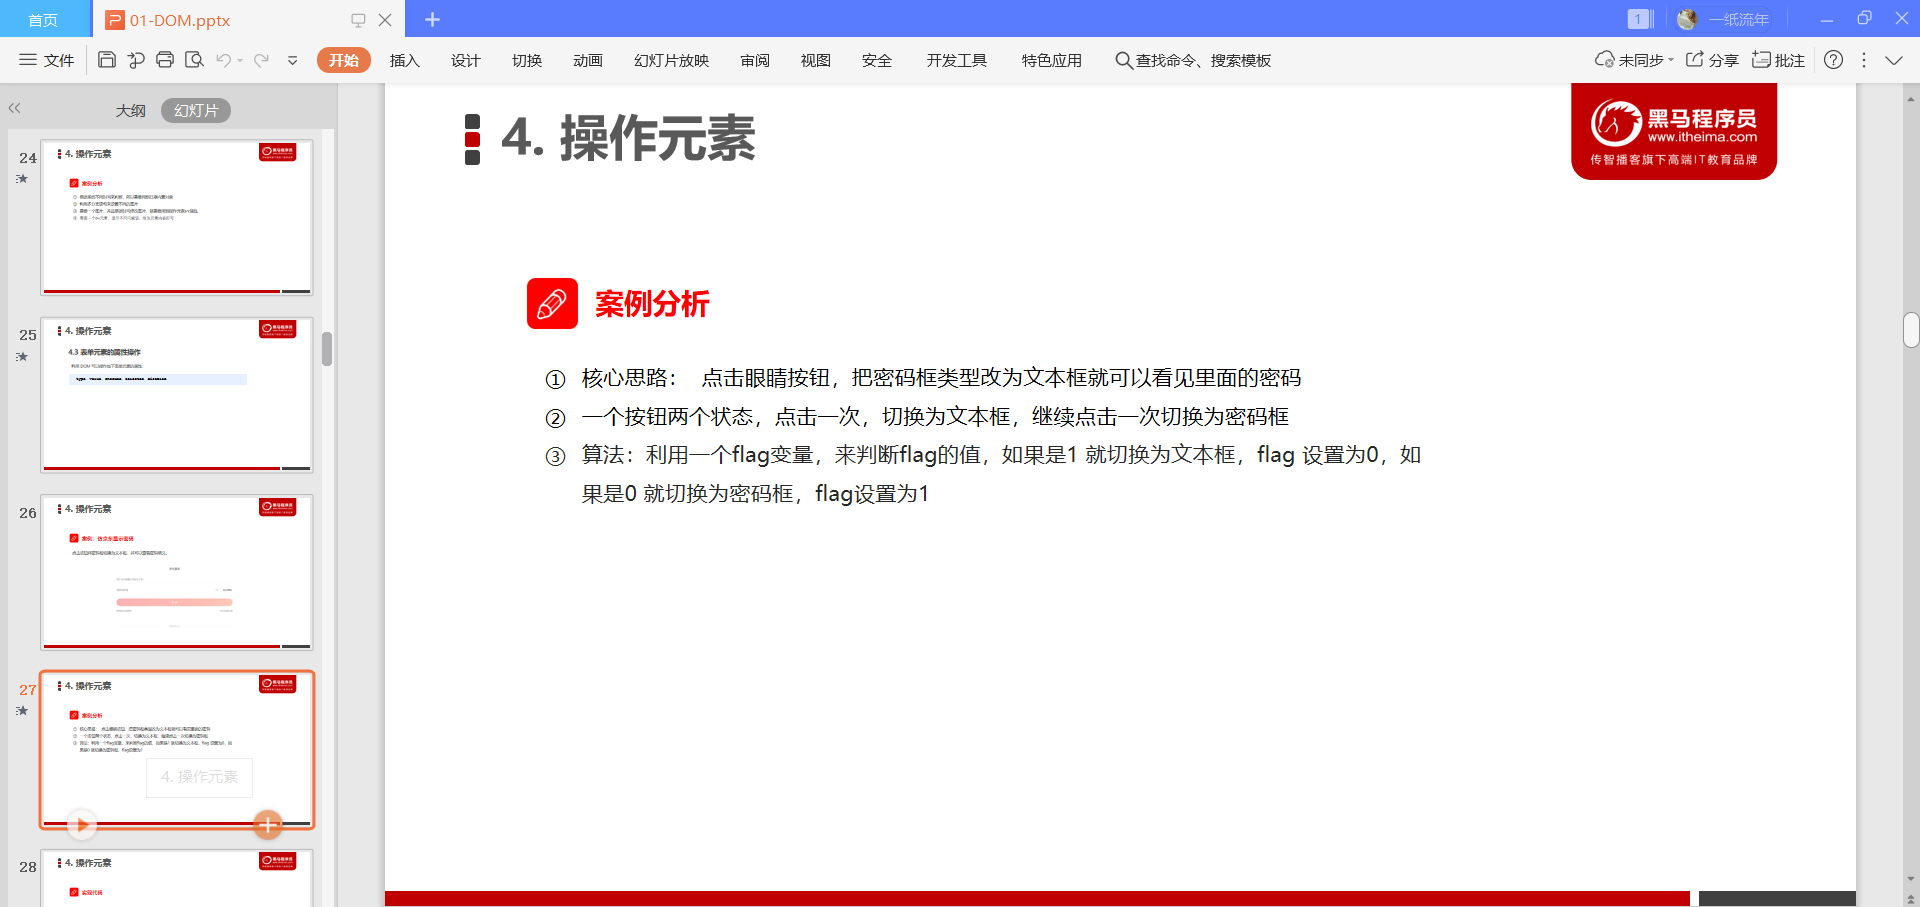 首页
01-DOM.pptx
1
一纸流年
文件
开始
插入
设计
切换
动画
幻灯片放映
审阅
视图
安全
开发工具
特色应用
查找命令、搜索模板
未同步
分享
批注
大纲
幻灯片
24
4. 操作元素
案例分析
25
4. 操作元素
4.3 表单元素的属性操作
26
4. 操作元素
案例：仿京东显示密码
27
4. 操作元素
案例分析
4. 操作元素
28
4. 操作元素
实现代码
4. 操作元素
黑马程序员
www.itheima.com
传智播客旗下高端IT教育品牌
案例分析
① 核心思路： 点击眼睛按钮，把密码框类型改为文本框就可以看见里面的密码
② 一个按钮两个状态，点击一次，切换为文本框，继续点击一次切换为密码框
③ 算法：利用一个flag变量，来判断flag的值，如果是1 就切换为文本框，flag 设置为0，如
果是0 就切换为密码框，flag设置为1